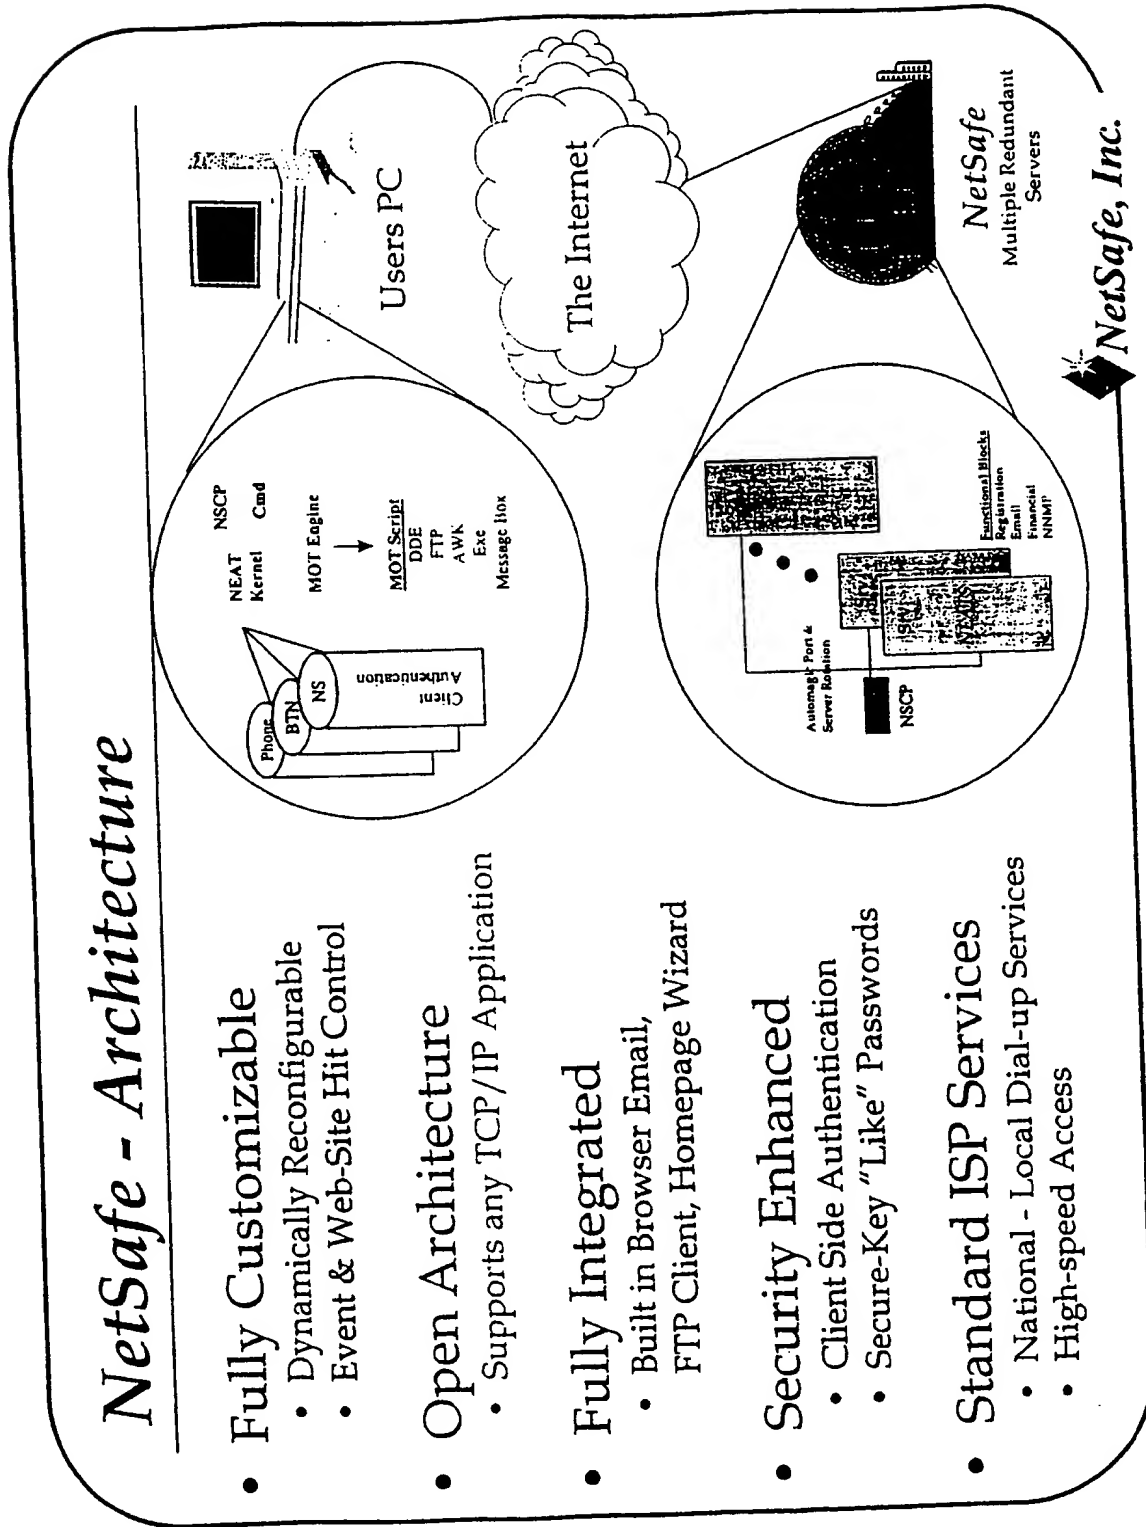 NetSafe - Architecture
• Fully Customizable
• Dynamically Reconfigurable
• Event & Web-Site Hit Control
• Open Architecture
• Supports any TCP/IP Application
• Fully Integrated
• Built in Browser Email,
FTP Client, Homepage Wizard
• Security Enhanced
• Client Side Authentication
• Secure-Key "Like" Passwords
• Standard ISP Services
• National - Local Dial-up Services
• High-speed Access
Phone
BTN
NS
Client
Authentication
NEAT NSCP
Kernel Cmd
MOT Engine
MOT Script
DDE
FTP
AWK
Exe
Message Box
Users PC
The Internet
Automagic Port &
Server Rotation
NSCP
Functional Blocks
Registration
Email
Financial
NNMP
NetSafe
Multiple Redundant
Servers
NetSafe, Inc.